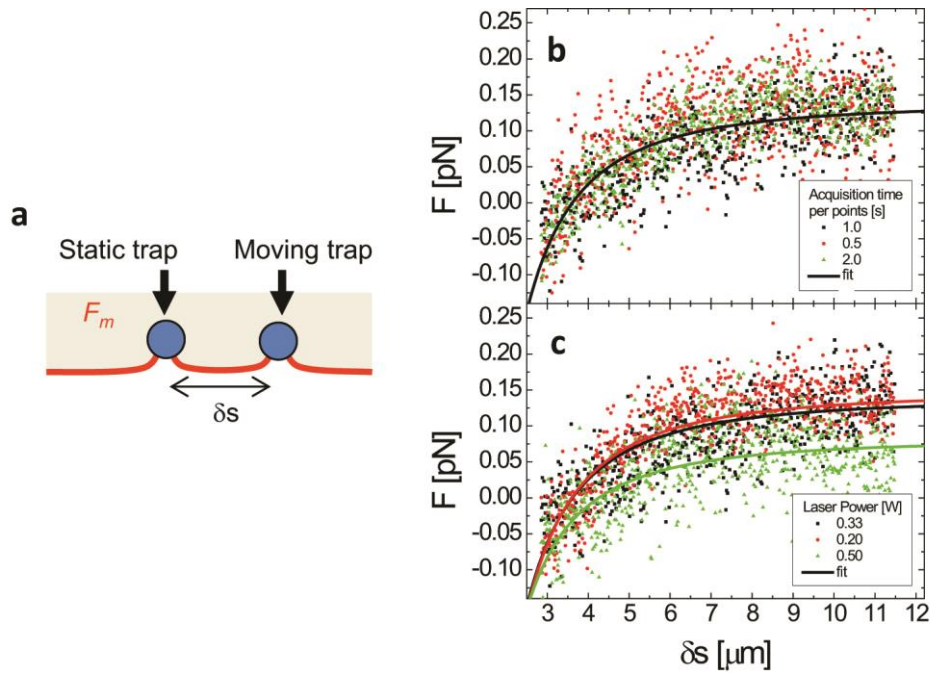 a
Static trap
Moving trap
F_m
δs
b
F [pN]
0.25
0.20
0.15
0.10
0.05
0.00
-0.05
-0.10
Acquisition time
per points [s]
1.0
0.5
2.0
fit
c
F [pN]
0.25
0.20
0.15
0.10
0.05
0.00
-0.05
-0.10
Laser Power [W]
0.33
0.20
0.50
fit
3 4 5 6 7 8 9 10 11 12
δs [μm]